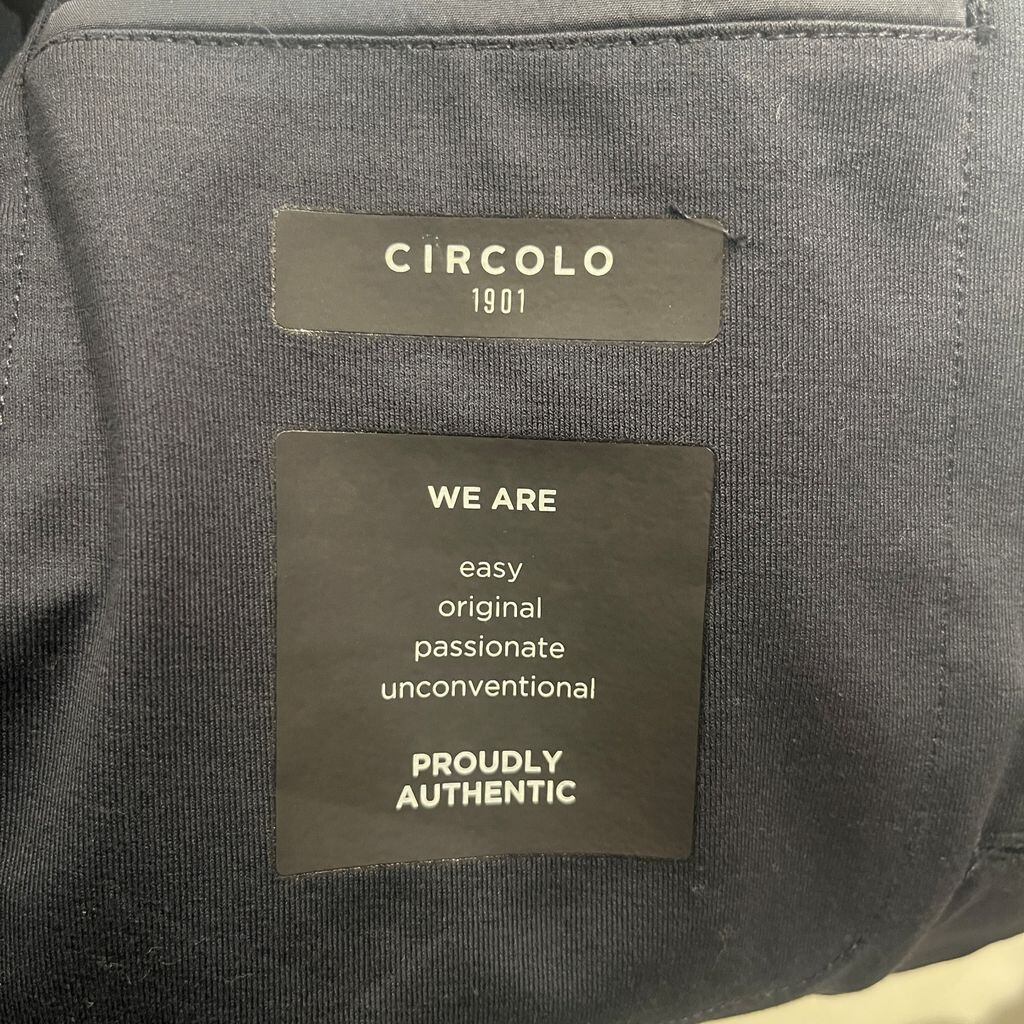 CIRCOLO
1901
WE ARE
easy
original
passionate
unconventional
PROUDLY
AUTHENTIC